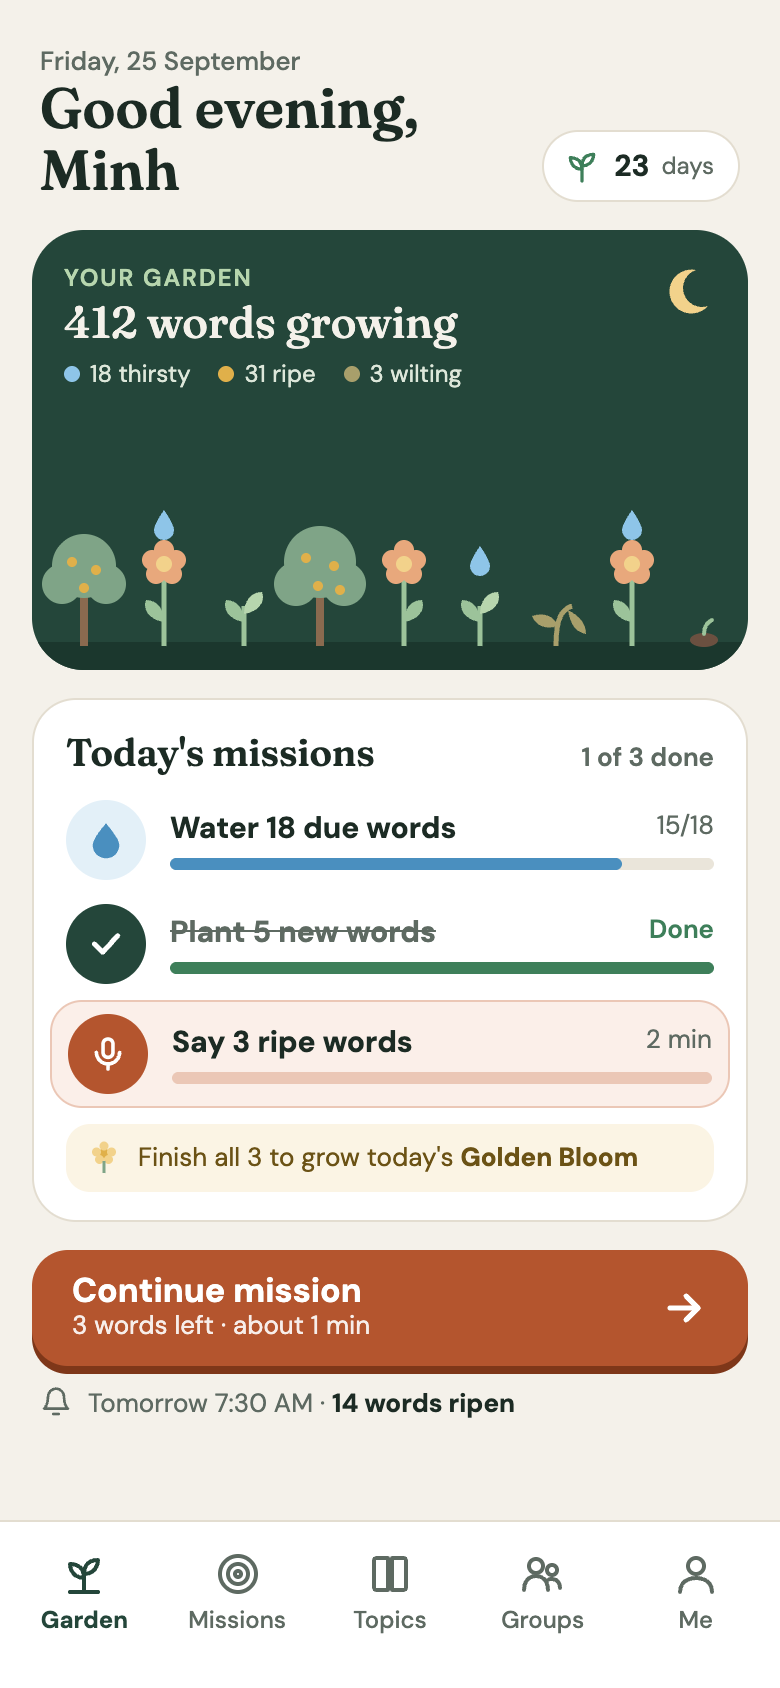 Friday, 25 September
Good evening,
Minh
23 days
YOUR GARDEN
412 words growing
18 thirsty 31 ripe 3 wilting
Today's missions
1 of 3 done
Water 18 due words
15/18
Plant 5 new words
Done
Say 3 ripe words
2 min
Finish all 3 to grow today's Golden Bloom
Continue mission
3 words left · about 1 min
Tomorrow 7:30 AM · 14 words ripen
Garden Missions Topics Groups Me